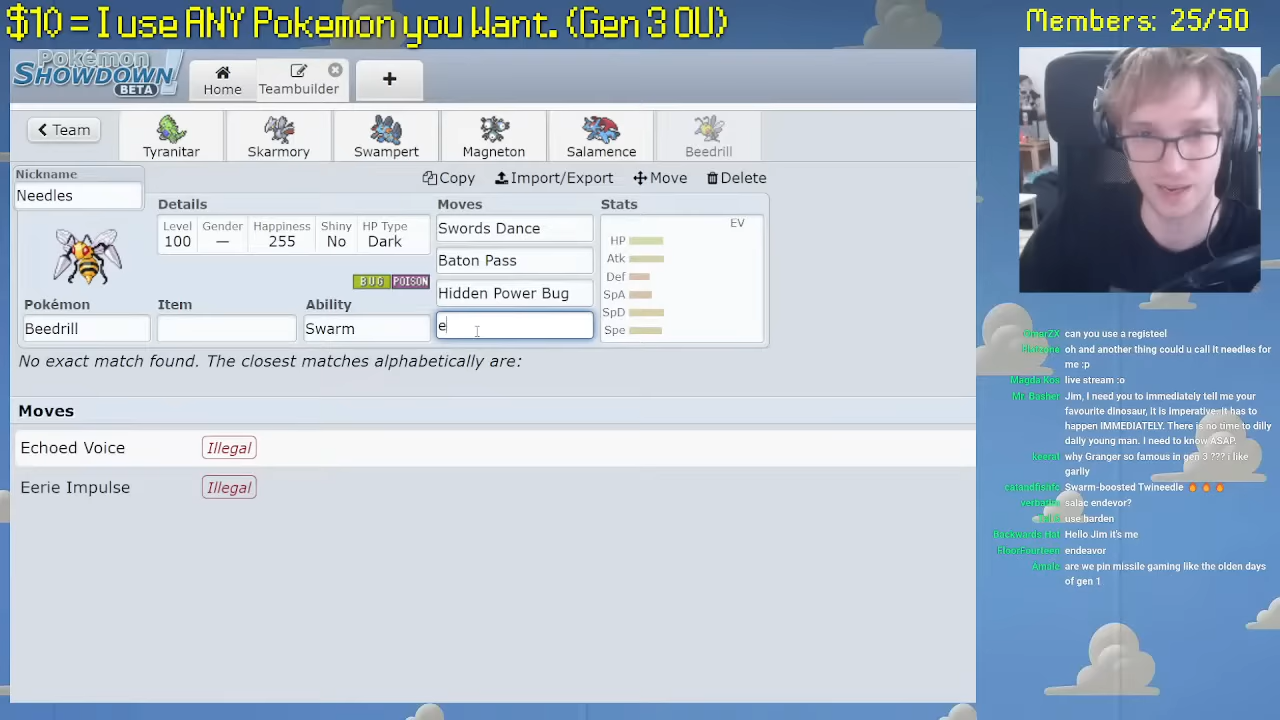 $10 = I use ANY Pokemon you Want. (Gen 3 OU)
Members: 25/50
Pokémon
SHOWDOWN!
BETA
Home
Teambuilder
+
Team
Tyranitar
Skarmory
Swampert
Magneton
Salamence
Beedrill
Copy
Import/Export
Move
Delete
Nickname
Needles
Details
Level
100
Gender
—
Happiness
255
Shiny
No
HP Type
Dark
BUG
POISON
Pokémon
Beedrill
Item
Ability
Swarm
Moves
Swords Dance
Baton Pass
Hidden Power Bug
e
Stats
EV
HP
Atk
Def
SpA
SpD
Spe
No exact match found. The closest matches alphabetically are:
Moves
Echoed Voice Illegal
Eerie Impulse Illegal
can you use a registeel
oh and another thing could u call it needles for
me :p
Magda Kos live stream :o
Mr. Basher Jim, I need you to immediately tell me your
favourite dinosaur, it is imperative. it has to
happen IMMEDIATELY. There is no time to dilly
dally young man. I need to know ASAP.
keerat why Granger so famous in gen 3 ??? i like
garlly
Swarm-boosted Twineedle
salac endevor?
use harden
Backwards Hat Hello Jim it's me
FloorFourteen endeavor
are we pin missile gaming like the olden days
of gen 1